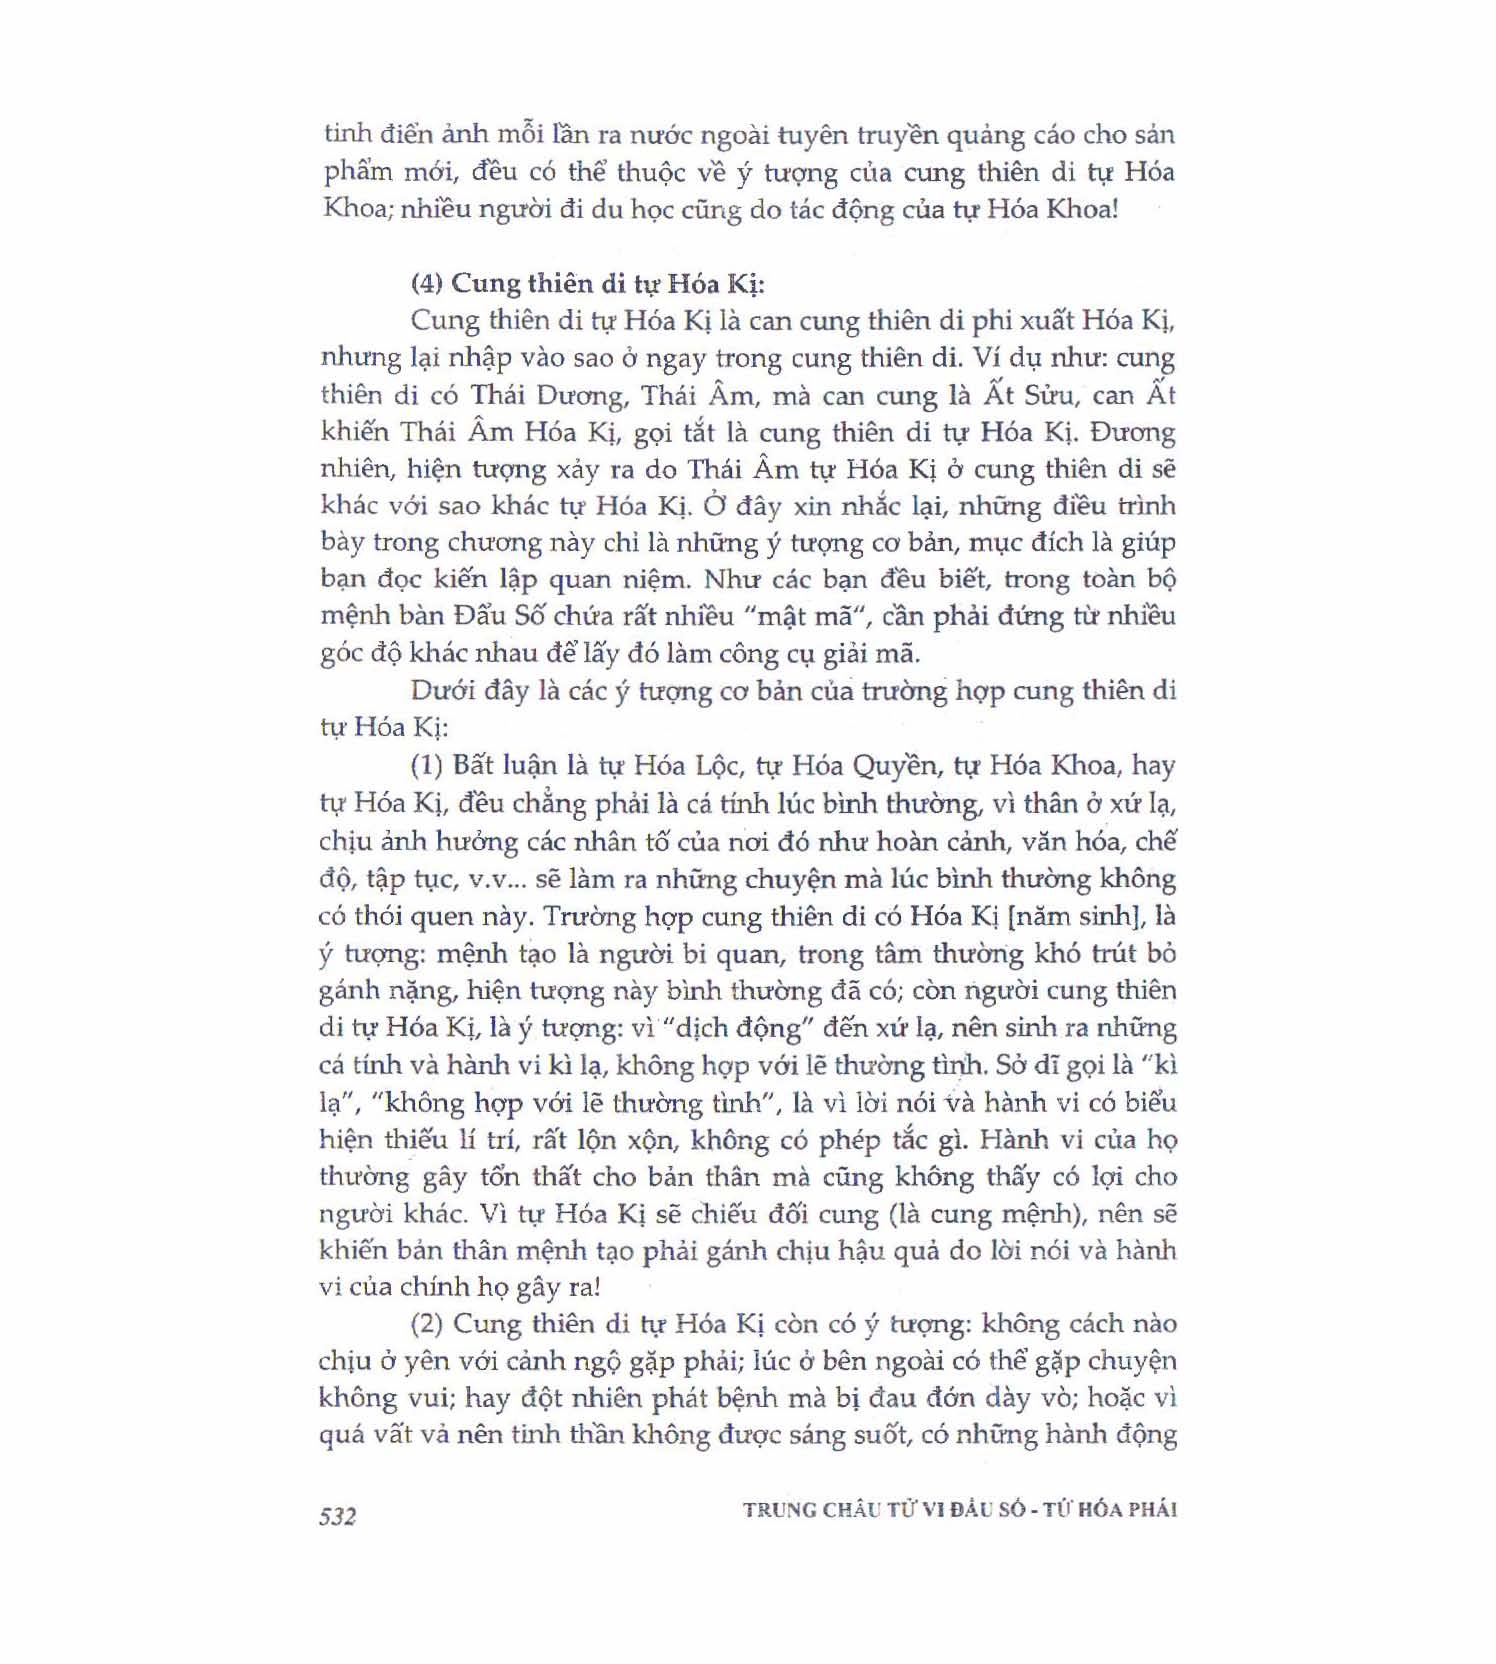 tinh điển ảnh mỗi lần ra nước ngoài tuyên truyền quảng cáo cho sản
phẩm mới, đều có thể thuộc về ý tượng của cung thiên di tự Hóa
Khoa; nhiều người đi du học cũng do tác động của tự Hóa Khoa!
(4) Cung thiên di tự Hóa Kị:
Cung thiên di tự Hóa Kị là can cung thiên di phi xuất Hóa Kị,
nhưng lại nhập vào sao ở ngay trong cung thiên di. Ví dụ như: cung
thiên di có Thái Dương, Thái Âm, mà can cung là Ất Sửu, can Ất
khiến Thái Âm Hóa Kị, gọi tắt là cung thiên di tự Hóa Kị. Đương
nhiên, hiện tượng xảy ra do Thái Âm tự Hóa Kị ở cung thiên di sẽ
khác với sao khác tự Hóa Kị. Ở đây xin nhắc lại, những điều trình
bày trong chương này chỉ là những ý tượng cơ bản, mục đích là giúp
bạn đọc kiến lập quan niệm. Như các bạn đều biết, trong toàn bộ
mệnh bàn Đẩu Số chứa rất nhiều "mật mã", cần phải đứng từ nhiều
góc độ khác nhau để lấy đó làm công cụ giải mã.
Dưới đây là các ý tượng cơ bản của trường hợp cung thiên di
tự Hóa Kị:
(1) Bất luận là tự Hóa Lộc, tự Hóa Quyền, tự Hóa Khoa, hay
tự Hóa Kị, đều chẳng phải là cá tính lúc bình thường, vì thân ở xứ lạ,
chịu ảnh hưởng các nhân tố của nơi đó như hoàn cảnh, văn hóa, chế
độ, tập tục, v.v... sẽ làm ra những chuyện mà lúc bình thường không
có thói quen này. Trường hợp cung thiên di có Hóa Kị [năm sinh], là
ý tượng: mệnh tạo là người bi quan, trong tâm thường khó trút bỏ
gánh nặng, hiện tượng này bình thường đã có; còn người cung thiên
di tự Hóa Kị, là ý tượng: vì "dịch động" đến xứ lạ, nên sinh ra những
cá tính và hành vi kì lạ, không hợp với lẽ thường tình. Sở dĩ gọi là "kì
lạ", "không hợp với lẽ thường tình", là vì lời nói và hành vi có biểu
hiện thiếu lí trí, rất lộn xộn, không có phép tắc gì. Hành vi của họ
thường gây tổn thất cho bản thân mà cũng không thấy có lợi cho
người khác. Vì tự Hóa Kị sẽ chiếu đối cung (là cung mệnh), nên sẽ
khiến bản thân mệnh tạo phải gánh chịu hậu quả do lời nói và hành
vi của chính họ gây ra!
(2) Cung thiên di tự Hóa Kị còn có ý tượng: không cách nào
chịu ở yên với cảnh ngộ gặp phải; lúc ở bên ngoài có thể gặp chuyện
không vui; hay đột nhiên phát bệnh mà bị đau đớn dày vò; hoặc vì
quá vất vả nên tinh thần không được sáng suốt, có những hành động
532
TRUNG CHÂU TỬ VI ĐẨU SỐ - TỨ HÓA PHÁI